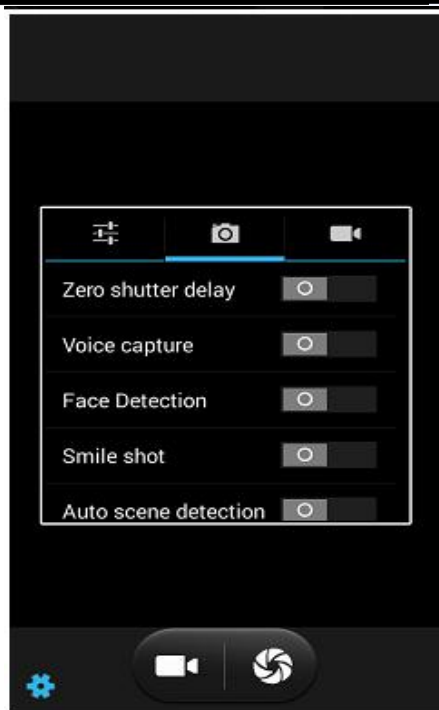 Zero shutter delay
Voice capture
Face Detection
Smile shot
Auto scene detection